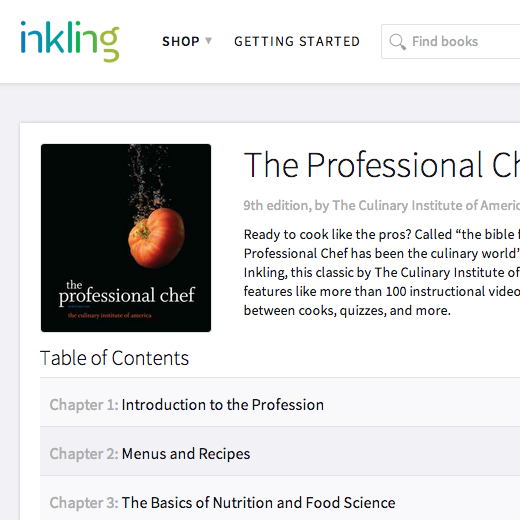 inkling
SHOP ▼ GETTING STARTED Find books
The Professional Ch
9th edition, by The Culinary Institute of Americ
Ready to cook like the pros? Called “the bible f
Professional Chef has been the culinary world’
Inkling, this classic by The Culinary Institute of
features like more than 100 instructional video
between cooks, quizzes, and more.
the
professional chef
the culinary institute of america
Table of Contents
Chapter 1: Introduction to the Profession
Chapter 2: Menus and Recipes
Chapter 3: The Basics of Nutrition and Food Science